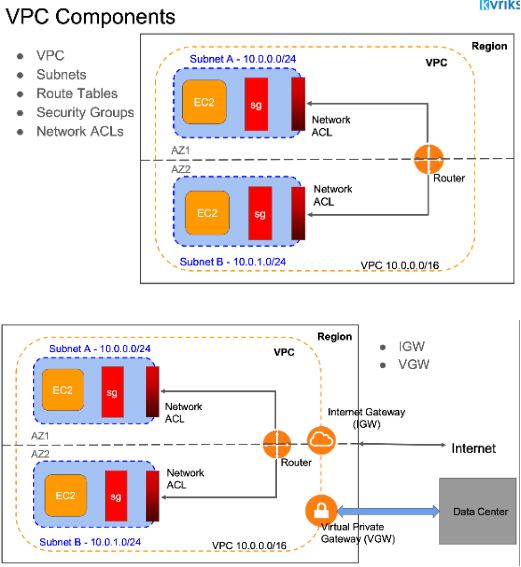 kvriks
VPC Components
VPC
Subnets
Route Tables
Security Groups
Network ACLs
Region
VPC
Subnet A - 10.0.0.0/24
EC2
sg
Network
ACL
AZ1
AZ2
Router
EC2
sg
Network
ACL
Subnet B - 10.0.1.0/24
VPC 10.0.0.0/16
Region
VPC
Subnet A - 10.0.0.0/24
EC2
sg
Network
ACL
AZ1
AZ2
Router
EC2
sg
Network
ACL
Subnet B - 10.0.1.0/24
VPC 10.0.0.0/16
IGW
VGW
Internet Gateway
(IGW)
Internet
Data Center
Virtual Private
Gateway (VGW)